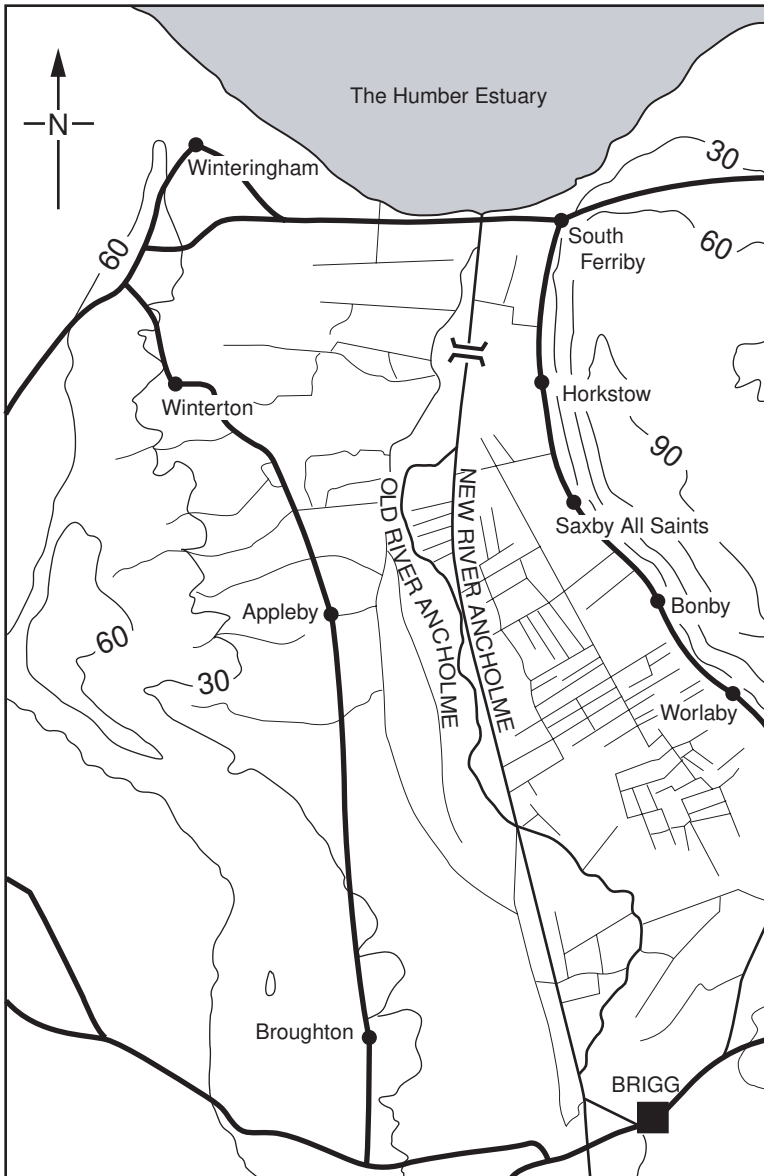 The Humber Estuary
N
Winteringham
30
60
South
Ferriby
60
Winterton
Horkstow
90
OLD RIVER ANCHOLME
NEW RIVER ANCHOLME
Saxby All Saints
Appleby
Bonby
60
30
Worlaby
Broughton
BRIGG